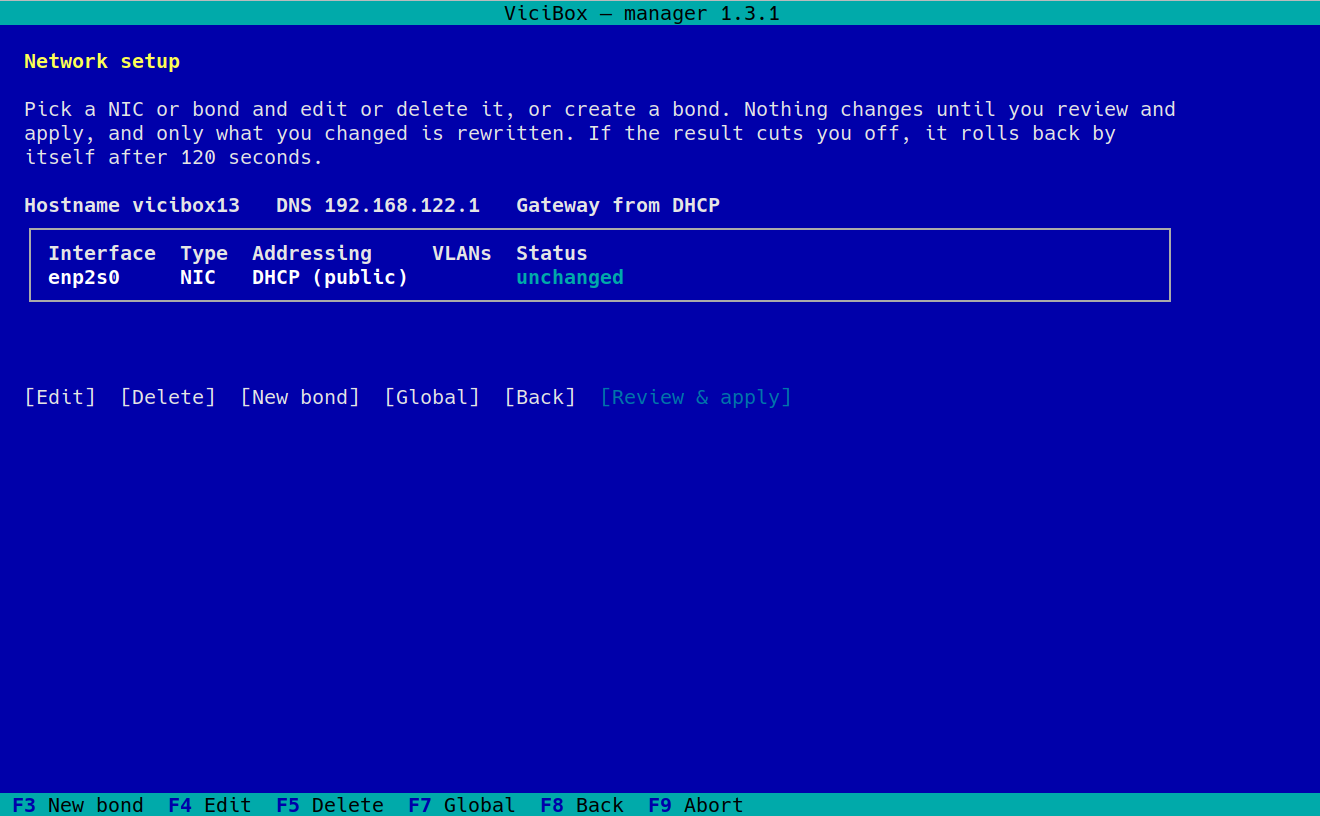 ViciBox — manager 1.3.1
Network setup
Pick a NIC or bond and edit or delete it, or create a bond. Nothing changes until you review and
apply, and only what you changed is rewritten. If the result cuts you off, it rolls back by
itself after 120 seconds.
Hostname vicibox13   DNS 192.168.122.1   Gateway from DHCP
Interface  Type  Addressing     VLANs  Status
enp2s0     NIC   DHCP (public)         unchanged
[Edit]  [Delete]  [New bond]  [Global]  [Back]  [Review & apply]
F3 New bond  F4 Edit  F5 Delete  F7 Global  F8 Back  F9 Abort